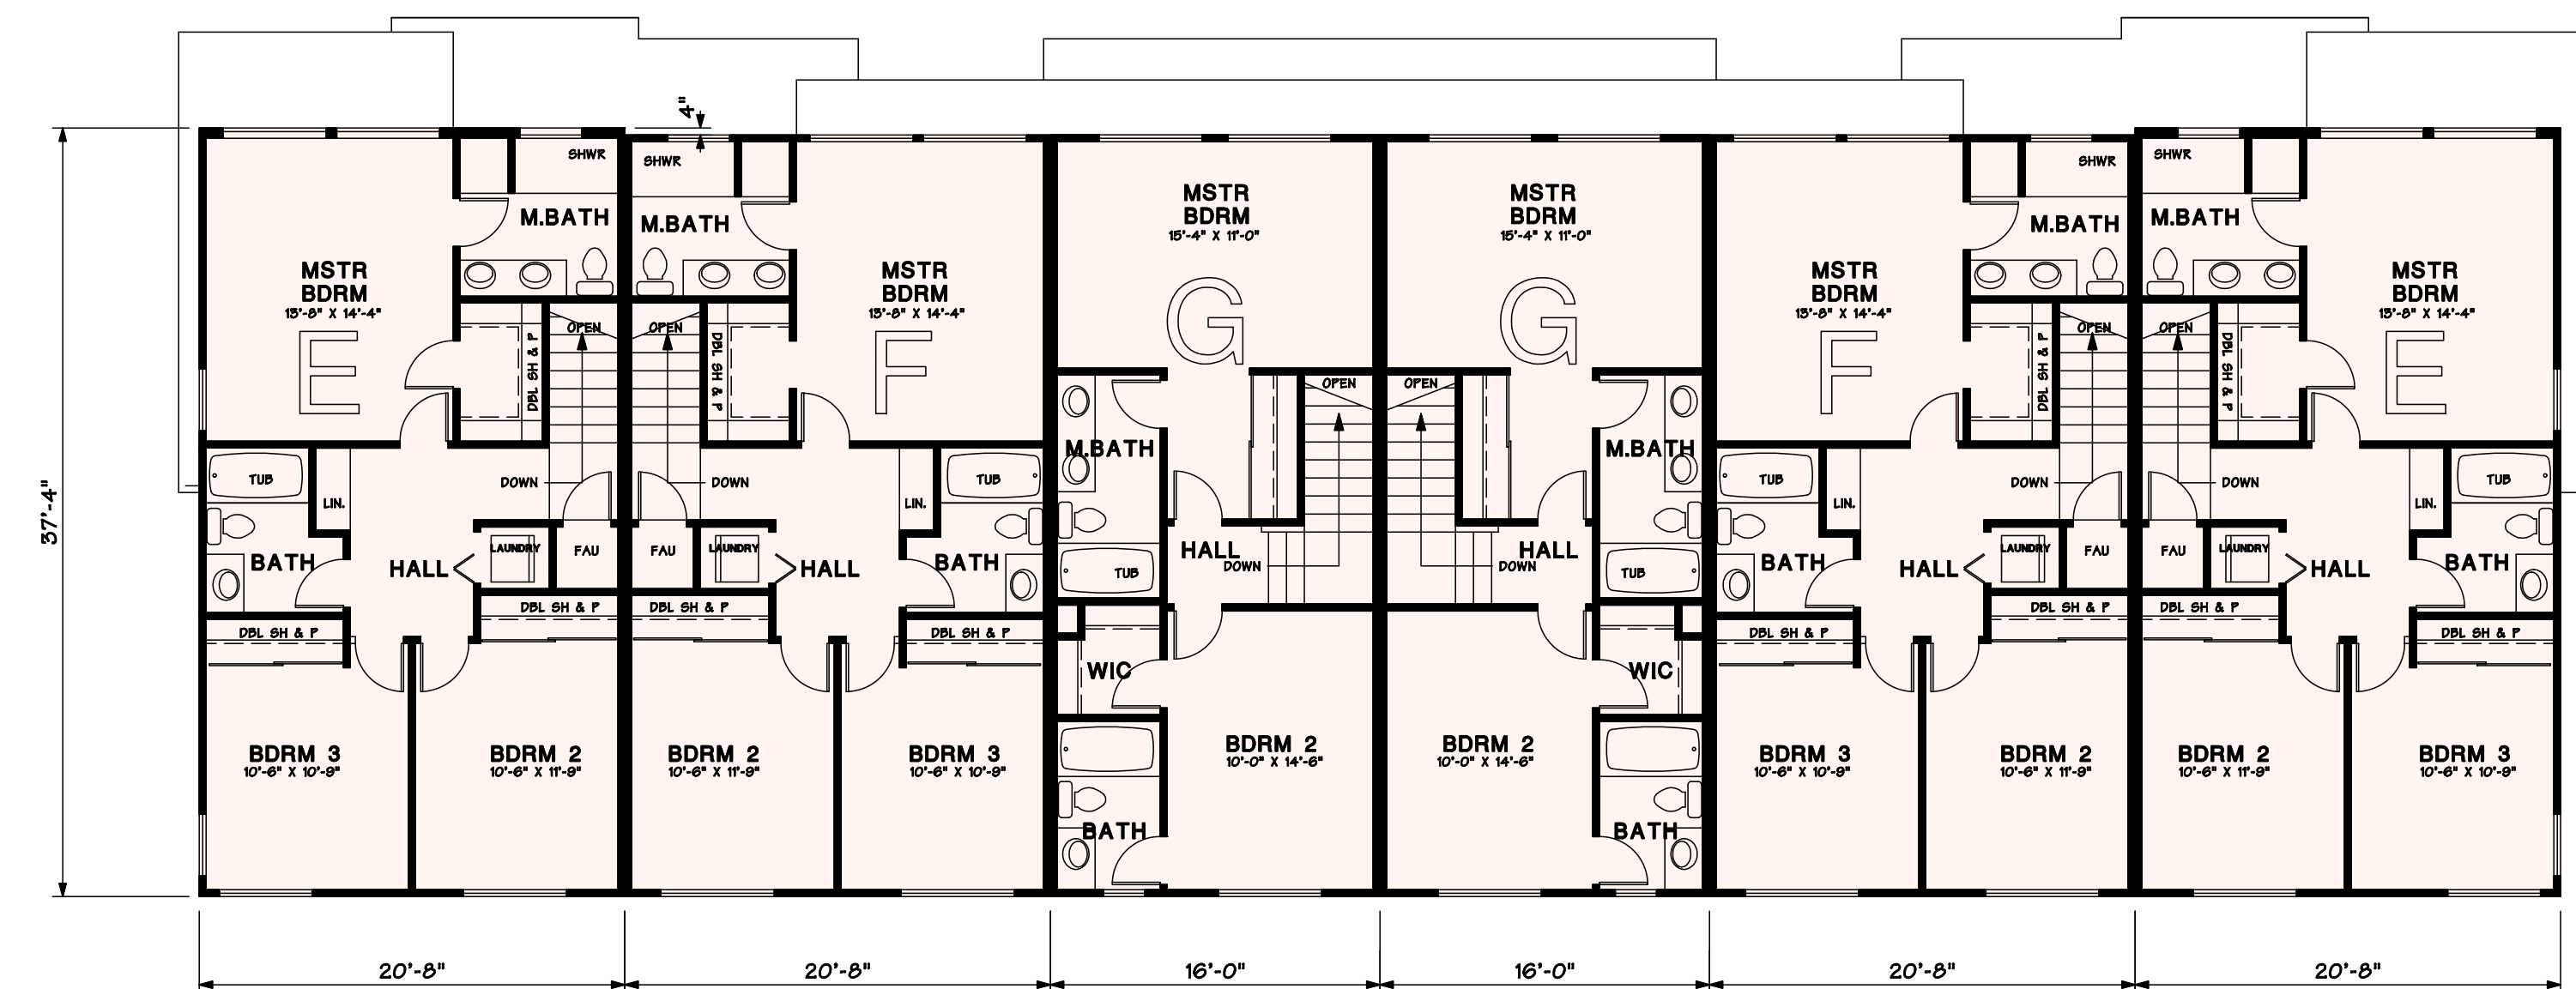 4"
SHWR
SHWR
SHWR
SHWR
MSTR
BDRM
15'-4" X 11'-0"
MSTR
BDRM
15'-4" X 11'-0"
M.BATH
M.BATH
M.BATH
M.BATH
MSTR
BDRM
13'-8" X 14'-4"
MSTR
BDRM
13'-8" X 14'-4"
MSTR
BDRM
13'-8" X 14'-4"
MSTR
BDRM
13'-8" X 14'-4"
G
G
OPEN
OPEN
OPEN
OPEN
E
DBL SH & P
DBL SH & P
F
F
DBL SH & P
DBL SH & P
E
OPEN
OPEN
M.BATH
M.BATH
TUB
DOWN
DOWN
TUB
TUB
DOWN
DOWN
TUB
LIN.
LIN.
LIN.
LIN.
37'-4"
BATH
HALL
LAUNDRY
FAU
FAU
LAUNDRY
HALL
BATH
HALL
DOWN
TUB
HALL
DOWN
TUB
BATH
HALL
LAUNDRY
FAU
FAU
LAUNDRY
HALL
BATH
DBL SH & P
DBL SH & P
DBL SH & P
DBL SH & P
DBL SH & P
DBL SH & P
DBL SH & P
DBL SH & P
WIC
WIC
BDRM 3
10'-6" X 10'-9"
BDRM 2
10'-6" X 11'-9"
BDRM 2
10'-6" X 11'-9"
BDRM 3
10'-6" X 10'-9"
BDRM 2
10'-0" X 14'-6"
BDRM 2
10'-0" X 14'-6"
BDRM 3
10'-6" X 10'-9"
BDRM 2
10'-6" X 11'-9"
BDRM 2
10'-6" X 11'-9"
BDRM 3
10'-6" X 10'-9"
BATH
BATH
20'-8"
20'-8"
16'-0"
16'-0"
20'-8"
20'-8"